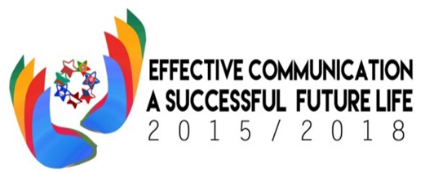 EFFECTIVE COMMUNICATION
A SUCCESSFUL FUTURE LIFE
2015/2018